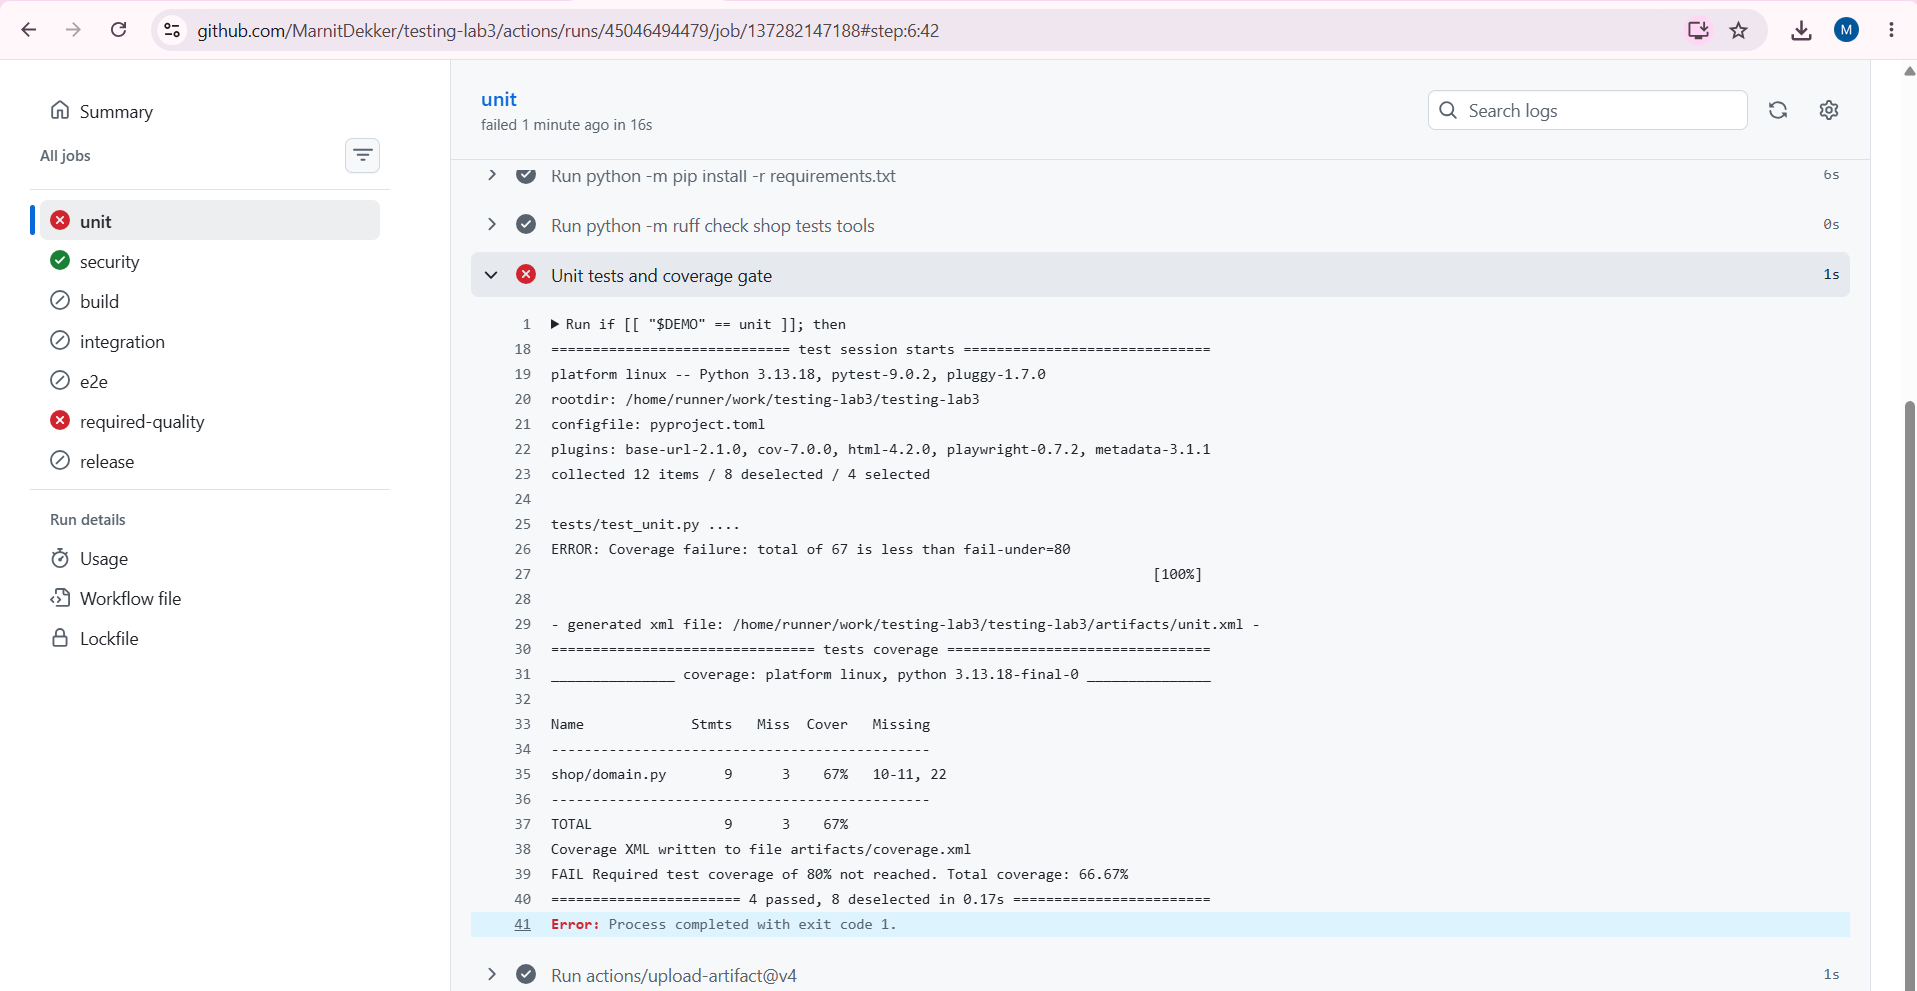 github.com/MarnitDekker/testing-lab3/actions/runs/45046494479/job/137282147188#step:6:42
M
Summary
All jobs
unit
security
build
integration
e2e
required-quality
release
Run details
Usage
Workflow file
Lockfile
unit
failed 1 minute ago in 16s
Search logs
Run python -m pip install -r requirements.txt 6s
Run python -m ruff check shop tests tools 0s
Unit tests and coverage gate 1s
1 Run if [[ "$DEMO" == unit ]]; then
18 ============================= test session starts ==============================
19 platform linux -- Python 3.13.18, pytest-9.0.2, pluggy-1.7.0
20 rootdir: /home/runner/work/testing-lab3/testing-lab3
21 configfile: pyproject.toml
22 plugins: base-url-2.1.0, cov-7.0.0, html-4.2.0, playwright-0.7.2, metadata-3.1.1
23 collected 12 items / 8 deselected / 4 selected
24
25 tests/test_unit.py ....
26 ERROR: Coverage failure: total of 67 is less than fail-under=80
27 [100%]
28
29 - generated xml file: /home/runner/work/testing-lab3/testing-lab3/artifacts/unit.xml -
30 ================================ tests coverage ================================
31 _______________ coverage: platform linux, python 3.13.18-final-0 _______________
32
33 Name Stmts Miss Cover Missing
34 ----------------------------------------------
35 shop/domain.py 9 3 67% 10-11, 22
36 ----------------------------------------------
37 TOTAL 9 3 67%
38 Coverage XML written to file artifacts/coverage.xml
39 FAIL Required test coverage of 80% not reached. Total coverage: 66.67%
40 ======================= 4 passed, 8 deselected in 0.17s ========================
41 Error: Process completed with exit code 1.
Run actions/upload-artifact@v4 1s